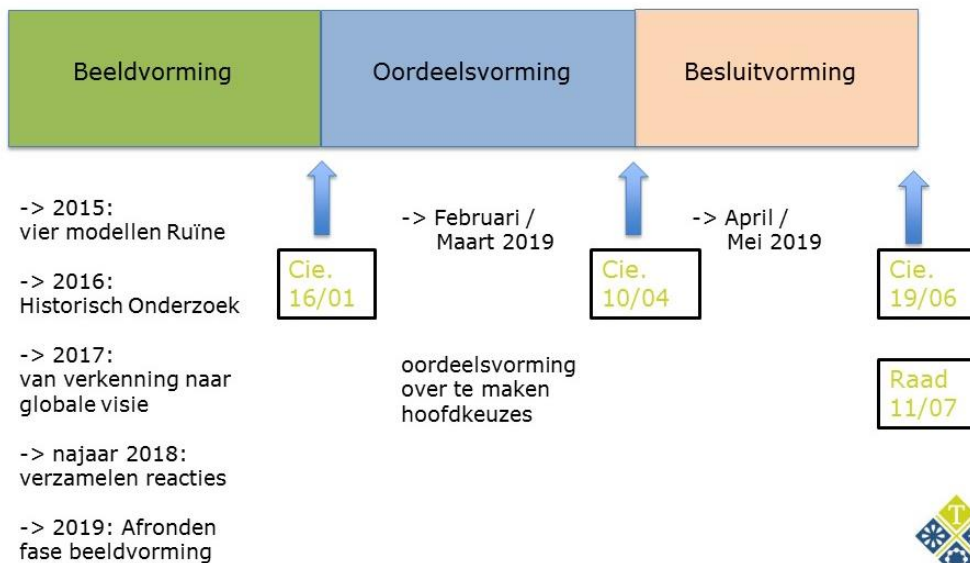 Beeldvorming
Oordeelsvorming
Besluitvorming
-> 2015:
vier modellen Ruïne
-> 2016:
Historisch Onderzoek
-> 2017:
van verkenning naar
globale visie
-> najaar 2018:
verzamelen reacties
-> 2019: Afronden
fase beeldvorming
Cie.
16/01
-> Februari /
Maart 2019
oordeelsvorming
over te maken
hoofdkeuzes
Cie.
10/04
-> April /
Mei 2019
Cie.
19/06
Raad
11/07
T